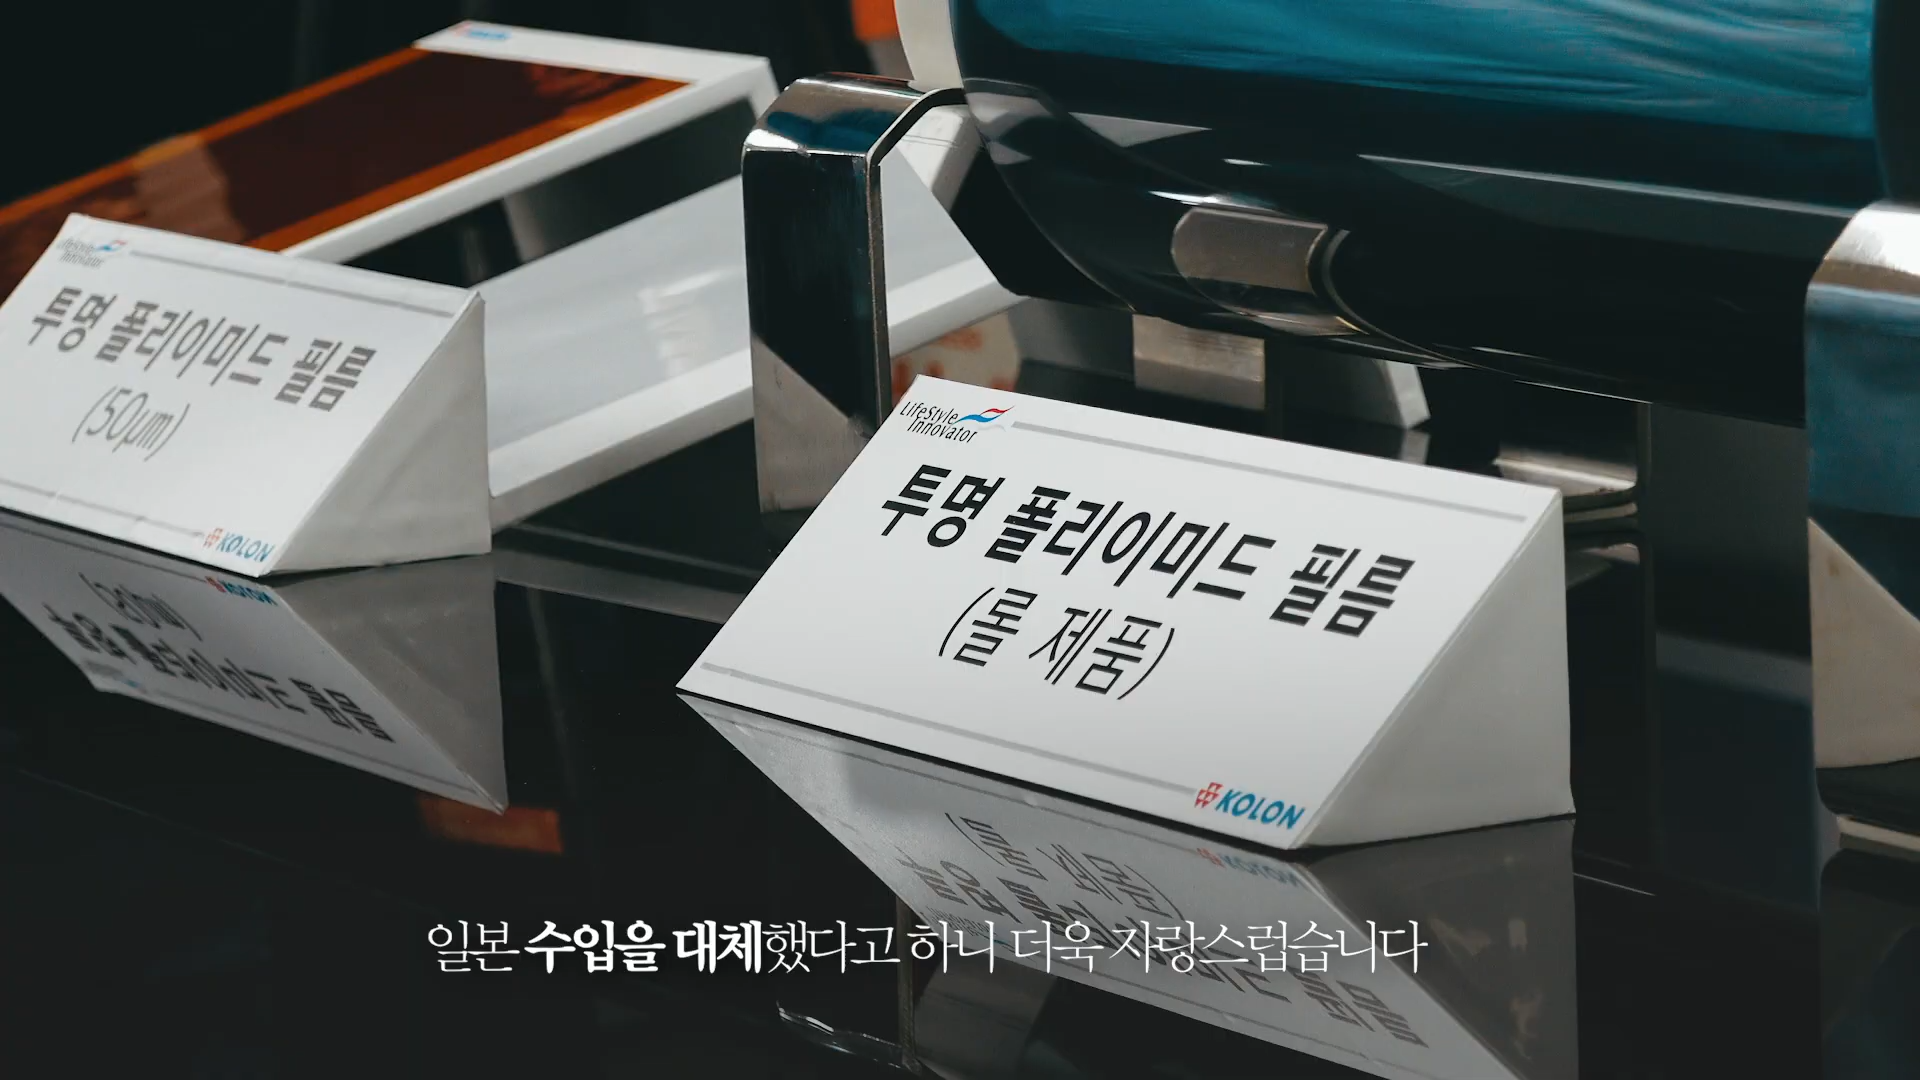 LifeStyle
Innovator
투명 폴리이미드 필름
(50μm)
KOLON
LifeStyle
Innovator
투명 폴리이미드 필름
(롤 제품)
KOLON
일본 수입을 대체했다고 하니 더욱 자랑스럽습니다